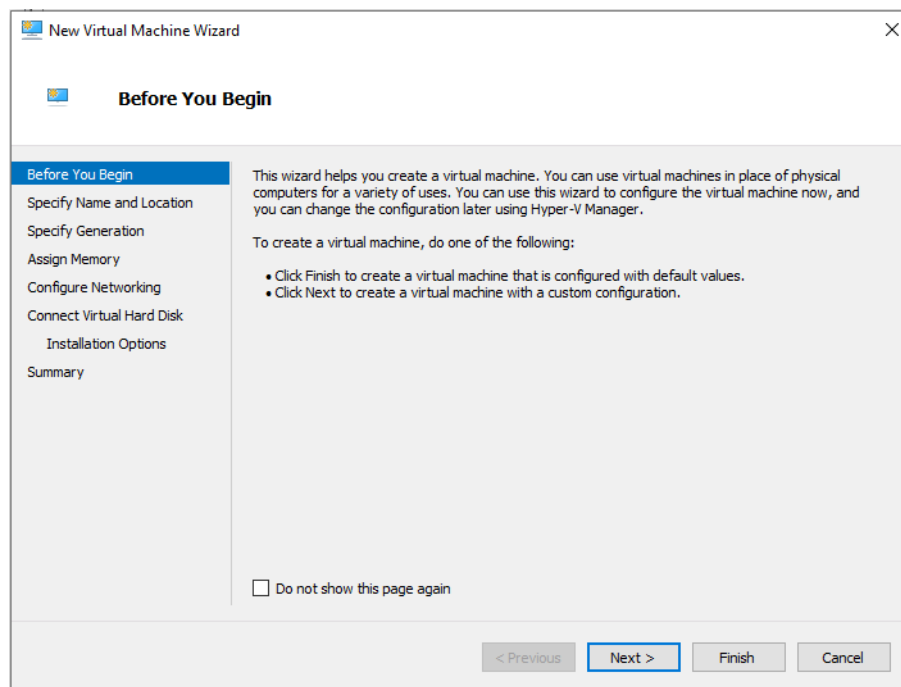 New Virtual Machine Wizard
Before You Begin
Before You Begin
Specify Name and Location
Specify Generation
Assign Memory
Configure Networking
Connect Virtual Hard Disk
Installation Options
Summary
This wizard helps you create a virtual machine. You can use virtual machines in place of physical
computers for a variety of uses. You can use this wizard to configure the virtual machine now, and
you can change the configuration later using Hyper-V Manager.
To create a virtual machine, do one of the following:
• Click Finish to create a virtual machine that is configured with default values.
• Click Next to create a virtual machine with a custom configuration.
Do not show this page again
< Previous
Next >
Finish
Cancel